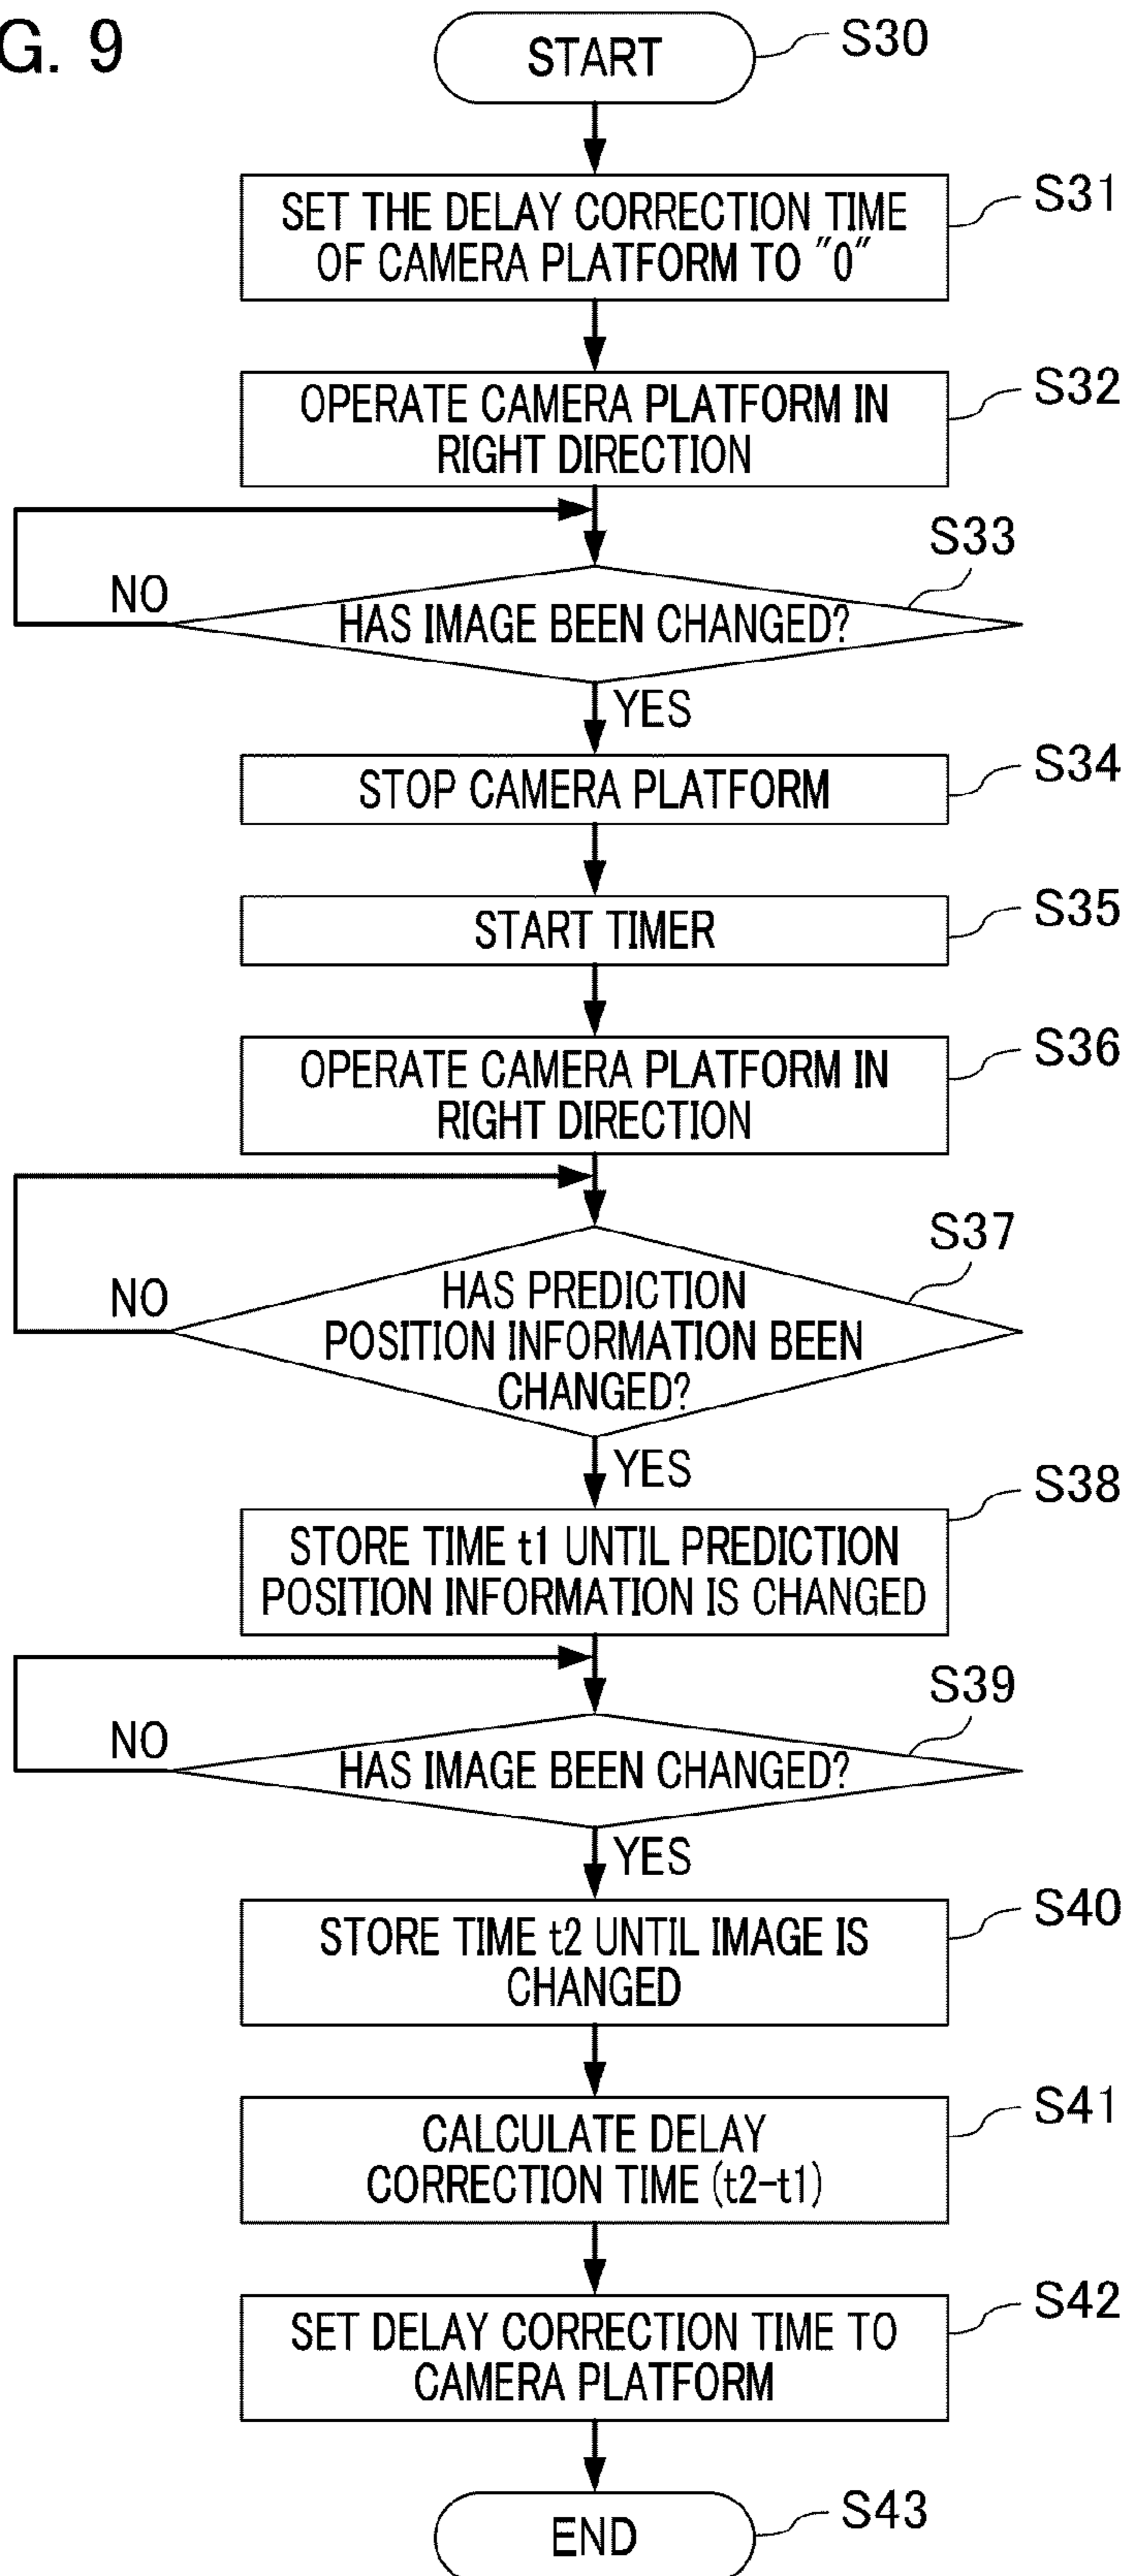 G. 9
START
S30
SET THE DELAY CORRECTION TIME
OF CAMERA PLATFORM TO "0"
S31
OPERATE CAMERA PLATFORM IN
RIGHT DIRECTION
S32
HAS IMAGE BEEN CHANGED?
S33
NO
YES
STOP CAMERA PLATFORM
S34
START TIMER
S35
OPERATE CAMERA PLATFORM IN
RIGHT DIRECTION
S36
HAS PREDICTION
POSITION INFORMATION BEEN
CHANGED?
S37
NO
YES
STORE TIME t1 UNTIL PREDICTION
POSITION INFORMATION IS CHANGED
S38
HAS IMAGE BEEN CHANGED?
S39
NO
YES
STORE TIME t2 UNTIL IMAGE IS
CHANGED
S40
CALCULATE DELAY
CORRECTION TIME (t2-t1)
S41
SET DELAY CORRECTION TIME TO
CAMERA PLATFORM
S42
END
S43